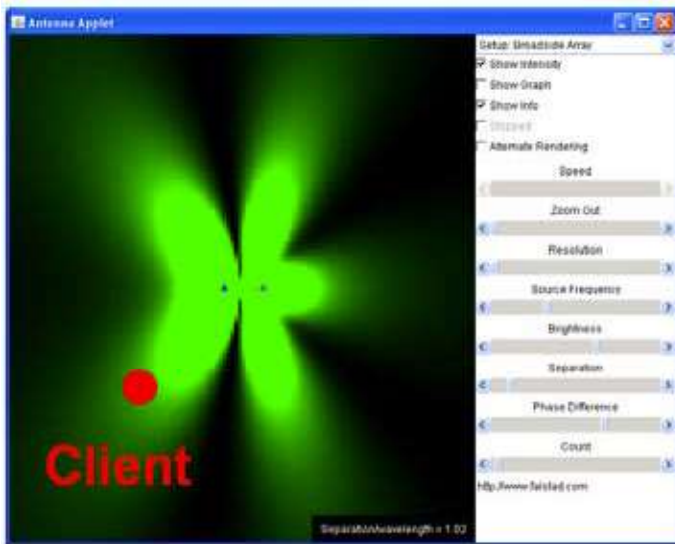 Antenna Applet
Setup: Broadside Array
Show Intensity
Show Graph
Show Info
Stopped
Alternate Rendering
Speed
Zoom Out
Resolution
Source Frequency
Brightness
Separation
Phase Difference
Count
http://www.falstad.com
Client
Separation/wavelength = 1.02